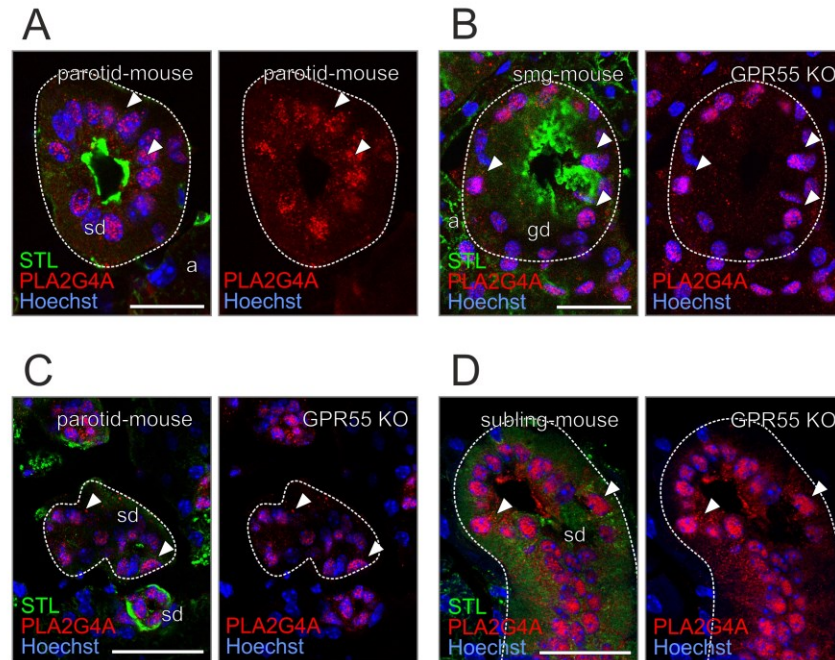 A
parotid-mouse
sd
a
STL
PLA2G4A
Hoechst
parotid-mouse
PLA2G4A
B
smg-mouse
a
gd
STL
PLA2G4A
Hoechst
GPR55 KO
PLA2G4A
Hoechst
C
parotid-mouse
sd
sd
STL
PLA2G4A
Hoechst
GPR55 KO
PLA2G4A
Hoechst
D
subling-mouse
sd
STL
PLA2G4A
Hoechst
GPR55 KO
PLA2G4A
Hoechst